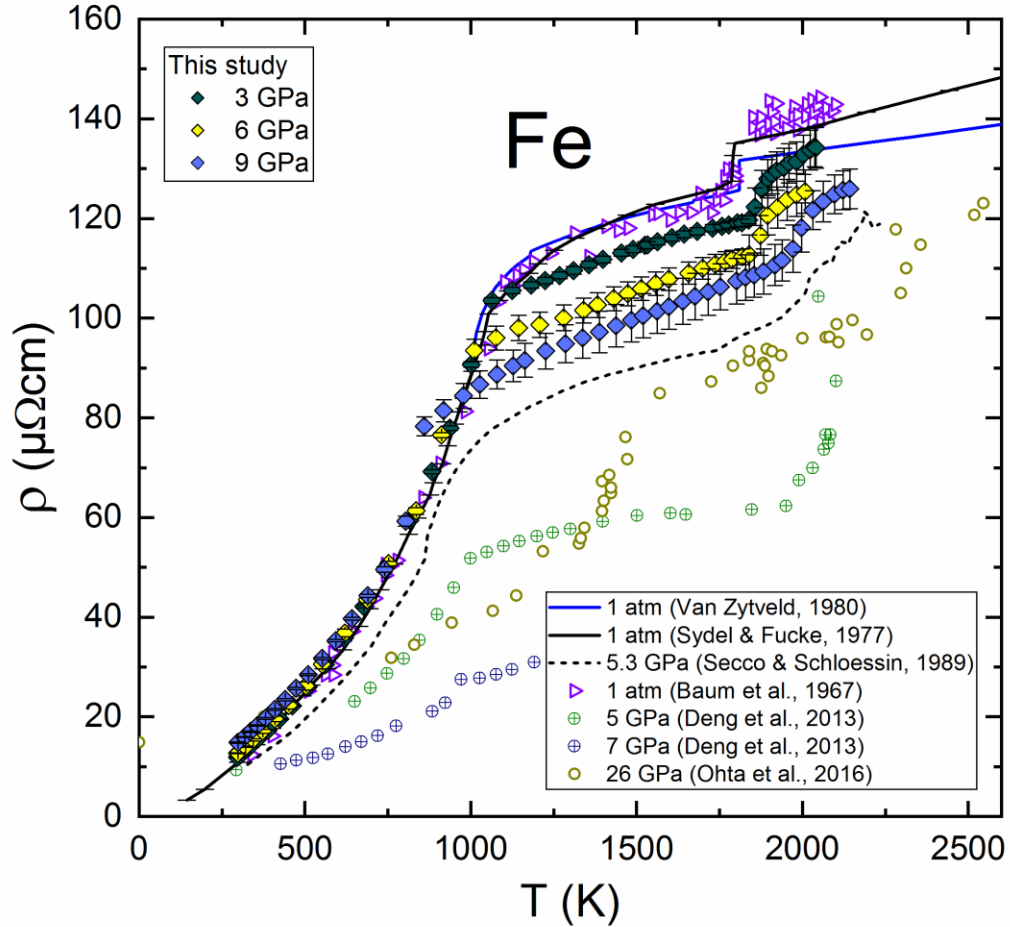 160
140
120
100
80
60
40
20
0
ρ (μΩcm)
This study
3 GPa
6 GPa
9 GPa
Fe
1 atm (Van Zytveld, 1980)
1 atm (Sydel & Fucke, 1977)
5.3 GPa (Secco & Schloessin, 1989)
1 atm (Baum et al., 1967)
5 GPa (Deng et al., 2013)
7 GPa (Deng et al., 2013)
26 GPa (Ohta et al., 2016)
0 500 1000 1500 2000 2500
T (K)